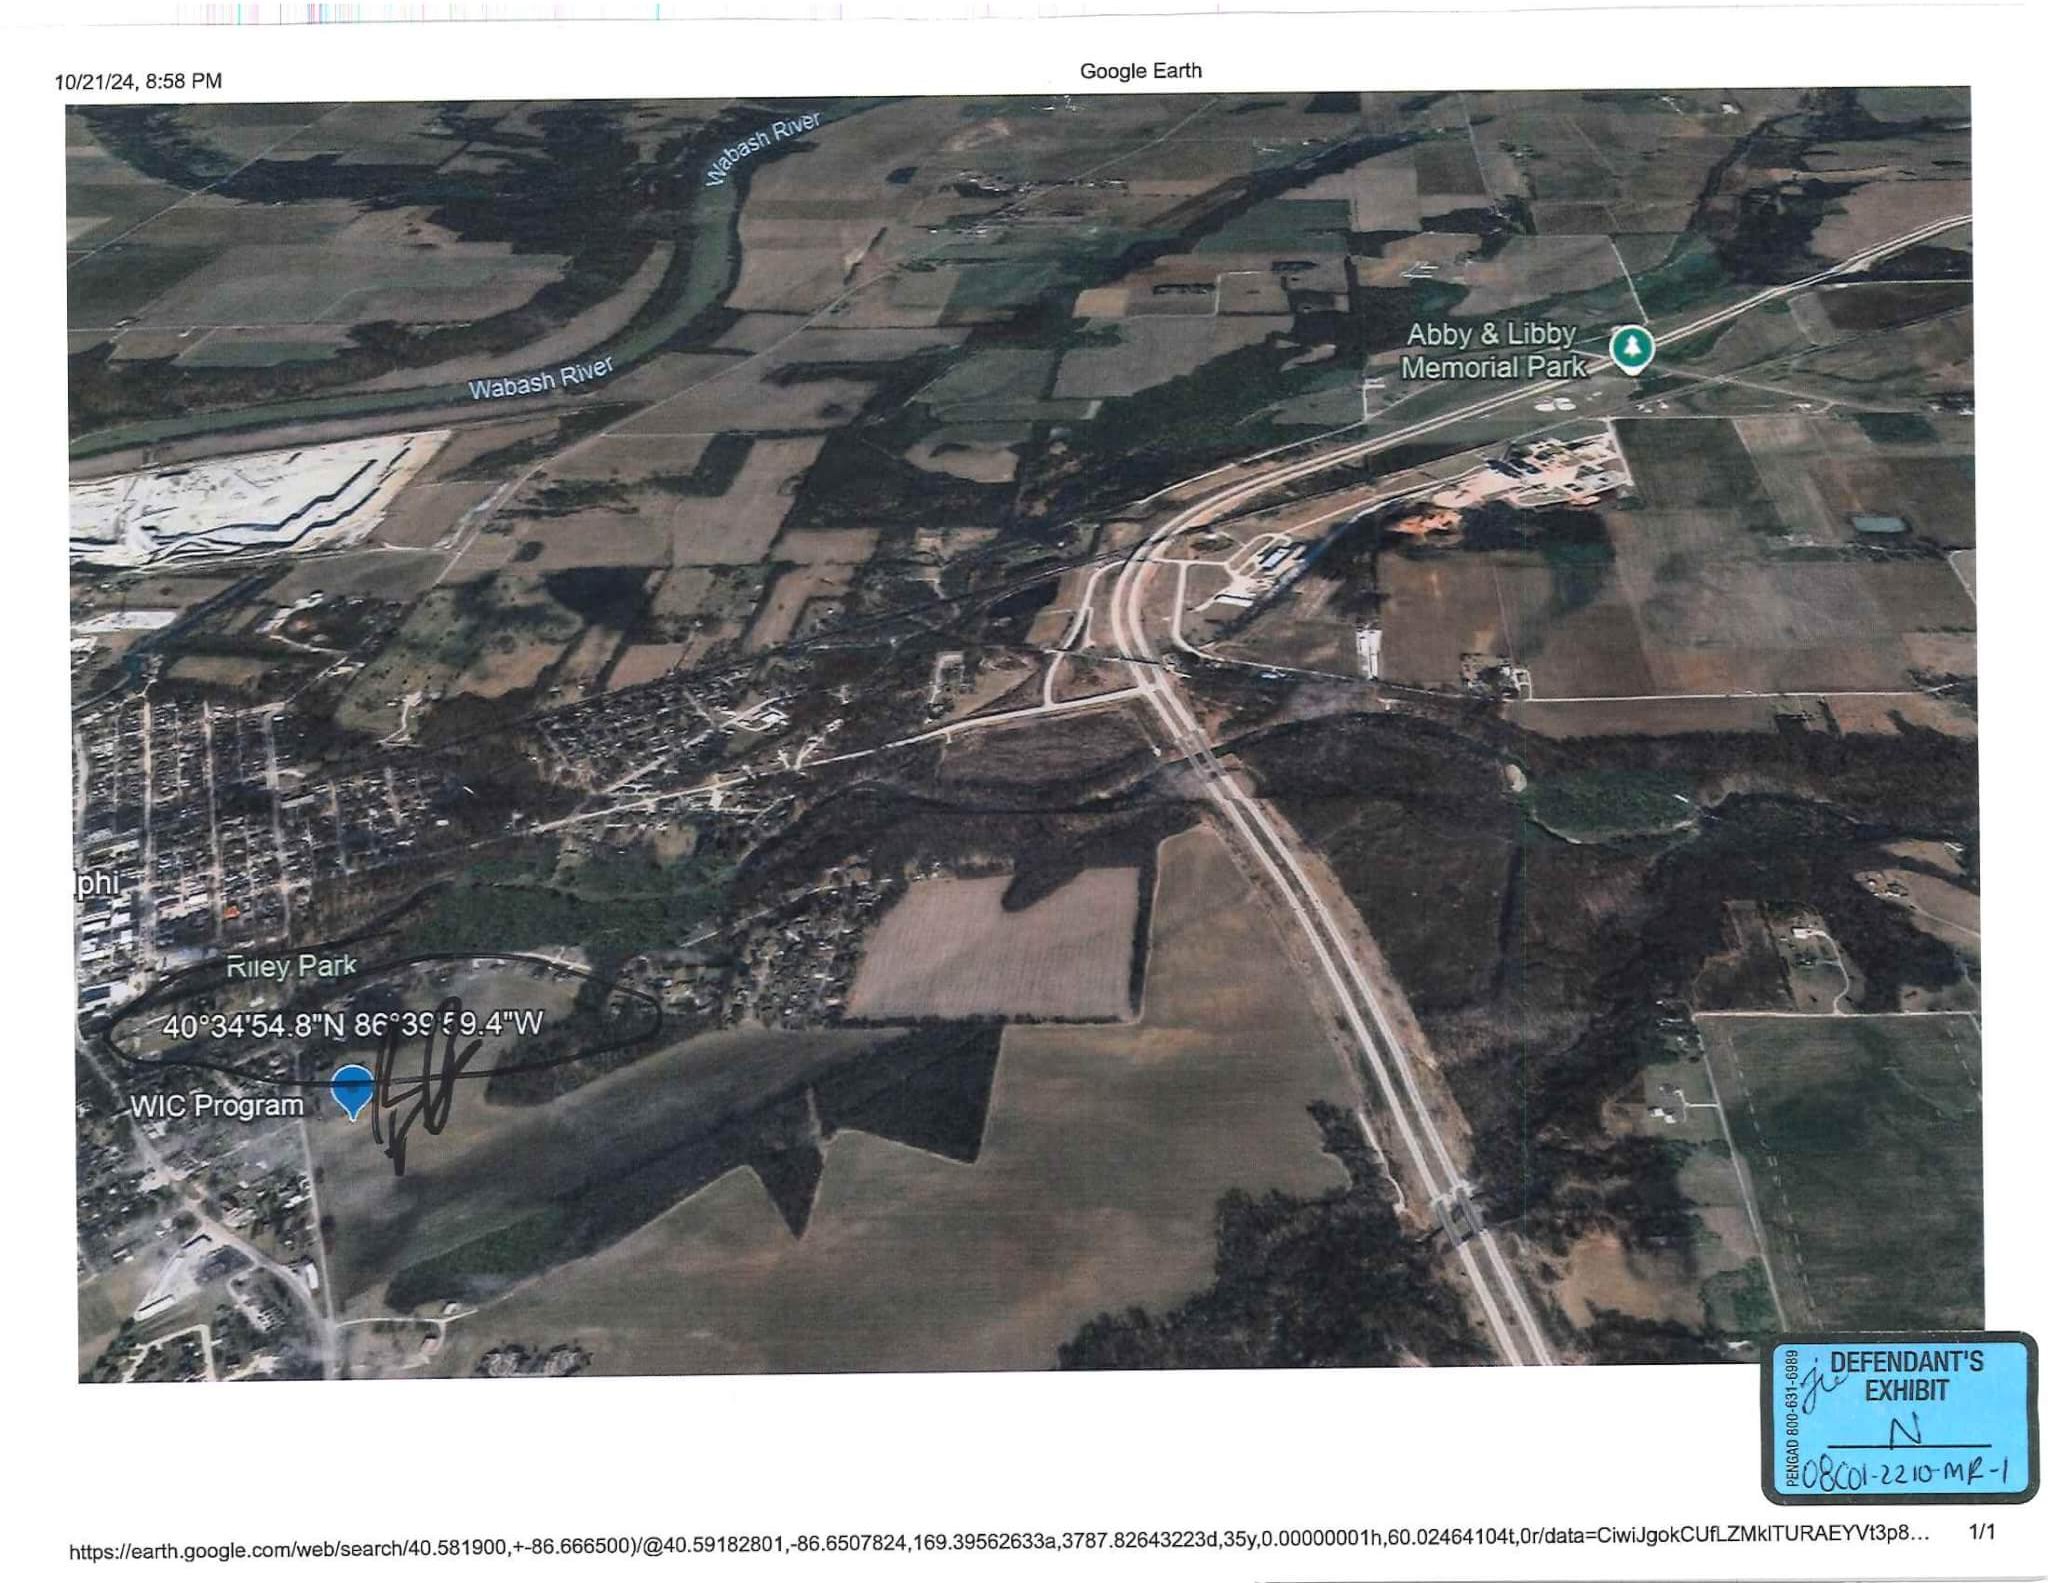 10/21/24, 8:58 PM
Google Earth
Wabash River
Wabash River
Abby & Libby
Memorial Park
phi
Riley Park
40°34'54.8"N 86°39'59.4"W
WIC Program
DEFENDANT'S
EXHIBIT
N
08C01-2210-MR-1
PENGAD 800-631-6989
https://earth.google.com/web/search/40.581900,+-86.666500)/@40.59182801,-86.6507824,169.39562633a,3787.82643223d,35y,0.00000001h,60.02464104t,0r/data=CiwiJgokCUfLZMklTURAEYVt3p8... 1/1